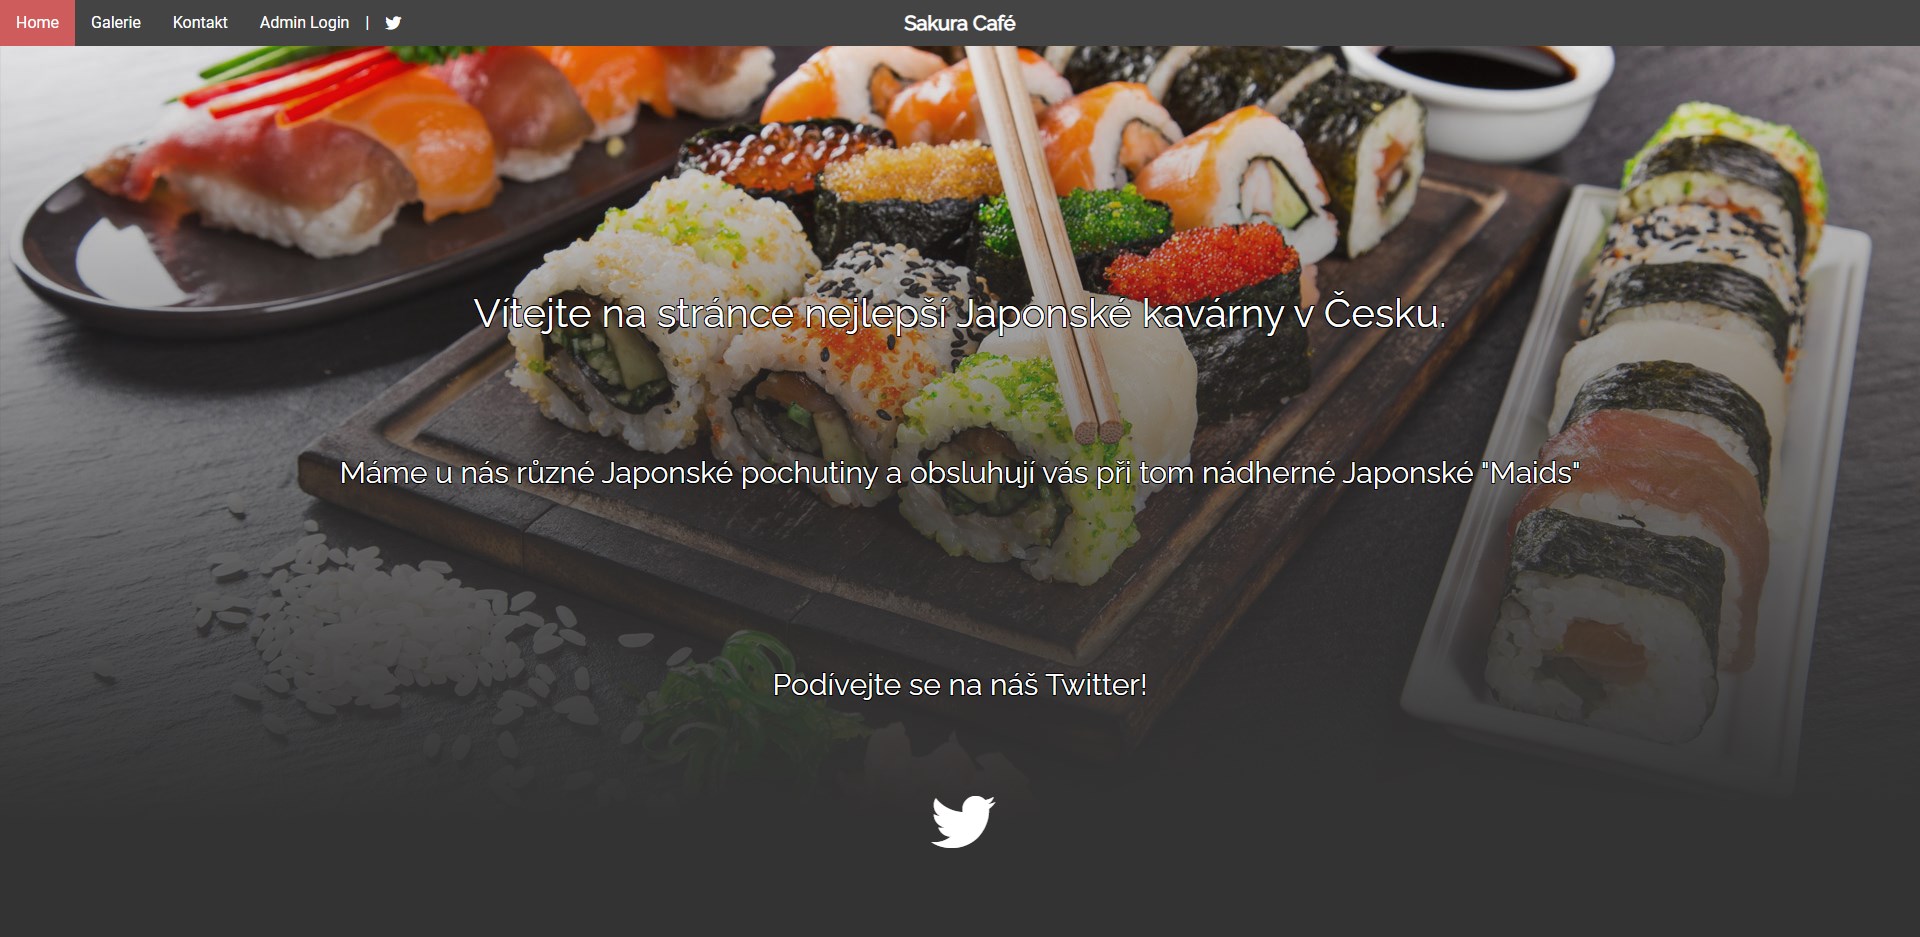 Home Galerie Kontakt Admin Login | Sakura Café
Vítejte na stránce nejlepší Japonské kavárny v Česku.
Máme u nás různé Japonské pochutiny a obsluhují vás při tom nádherné Japonské "Maids"
Podívejte se na náš Twitter!